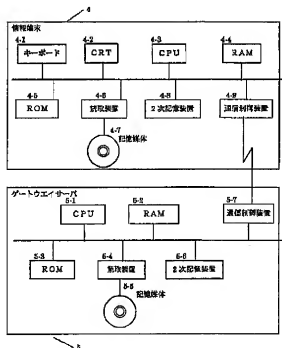 4
情報端末
4-1 4-2 4-3 4-4
キーボード CRT CPU RAM
4-5 4-6 4-8 4-9
ROM 読取装置 2次記憶装置 通信制御装置
4-7
記憶媒体
ゲートウエイサーバ
5-1 5-2 5-7
CPU RAM 通信制御装置
5-3 5-4 5-6
ROM 読取装置 2次記憶装置
5-5
記憶媒体
5